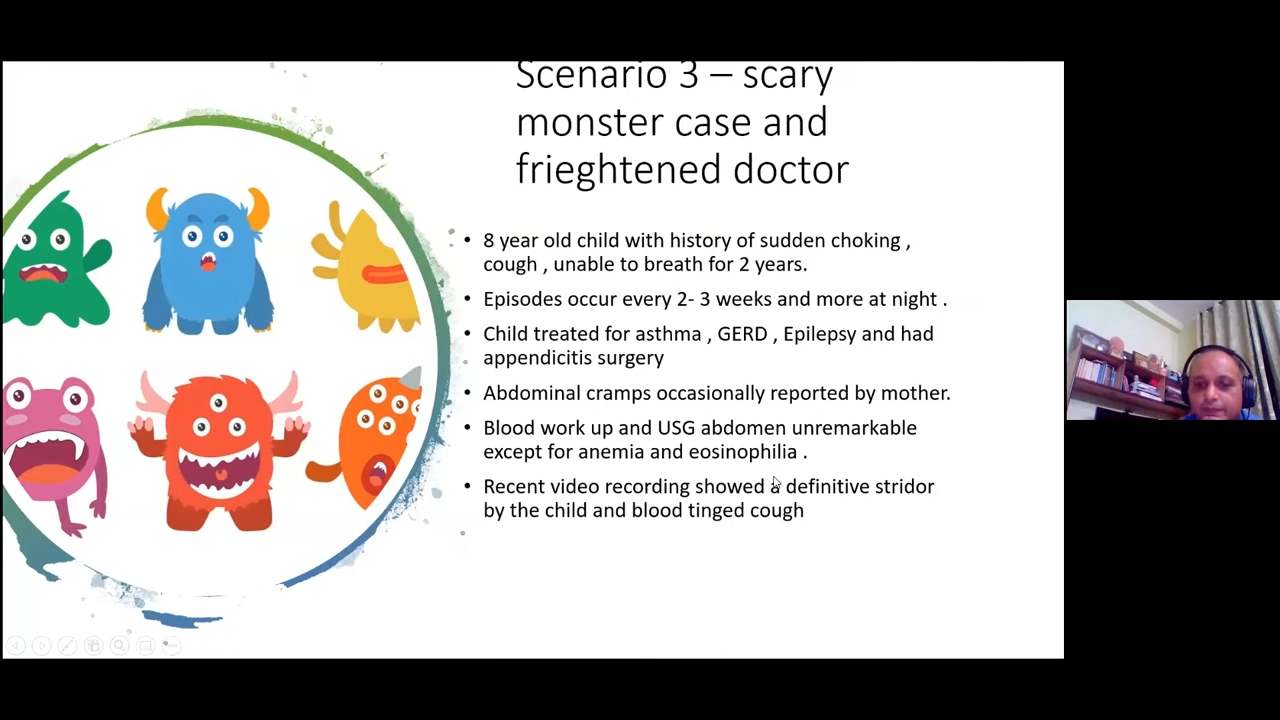 Scenario 3 – scary
monster case and
frieghtened doctor
• 8 year old child with history of sudden choking ,
cough , unable to breath for 2 years.
• Episodes occur every 2- 3 weeks and more at night .
• Child treated for asthma , GERD , Epilepsy and had
appendicitis surgery
• Abdominal cramps occasionally reported by mother.
• Blood work up and USG abdomen unremarkable
except for anemia and eosinophilia .
• Recent video recording showed a definitive stridor
by the child and blood tinged cough